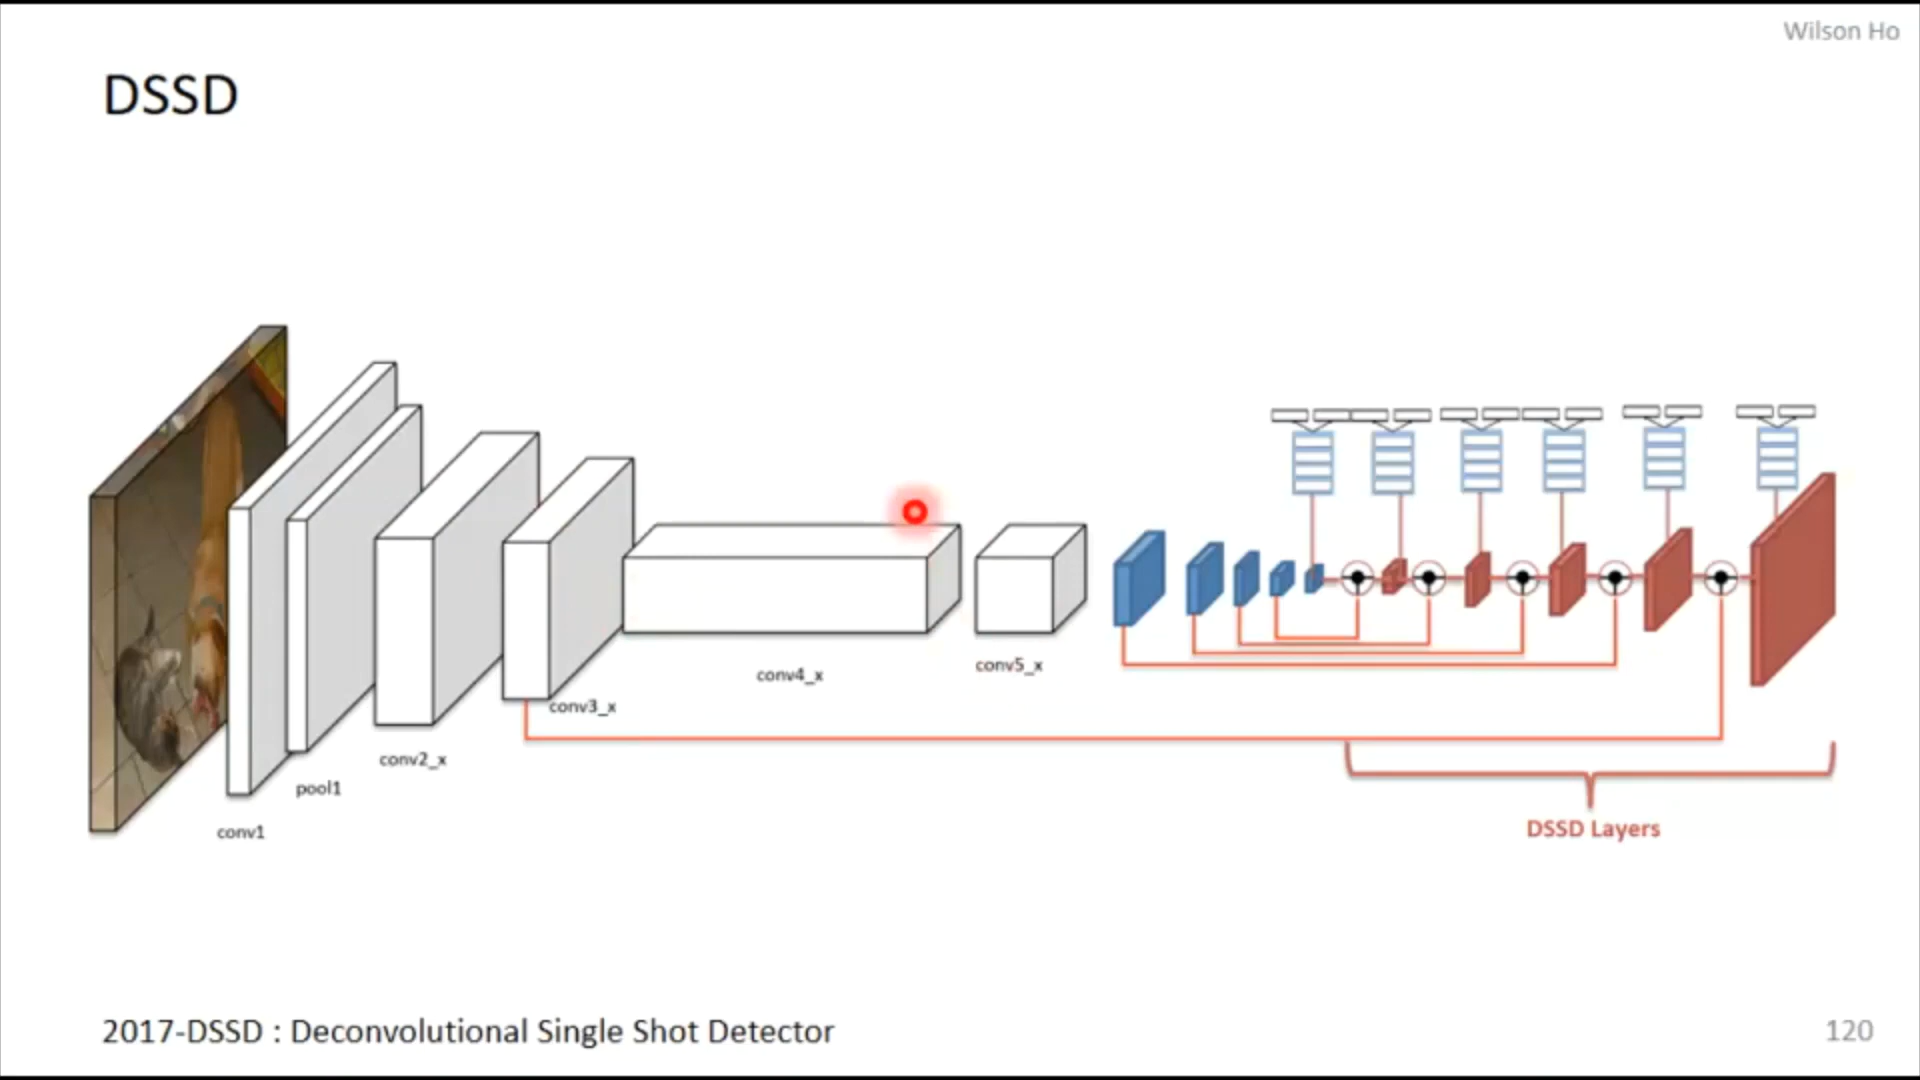 Wilson Ho
DSSD
conv1
pool1
conv2_x
conv3_x
conv4_x
conv5_x
DSSD Layers
2017-DSSD : Deconvolutional Single Shot Detector
120